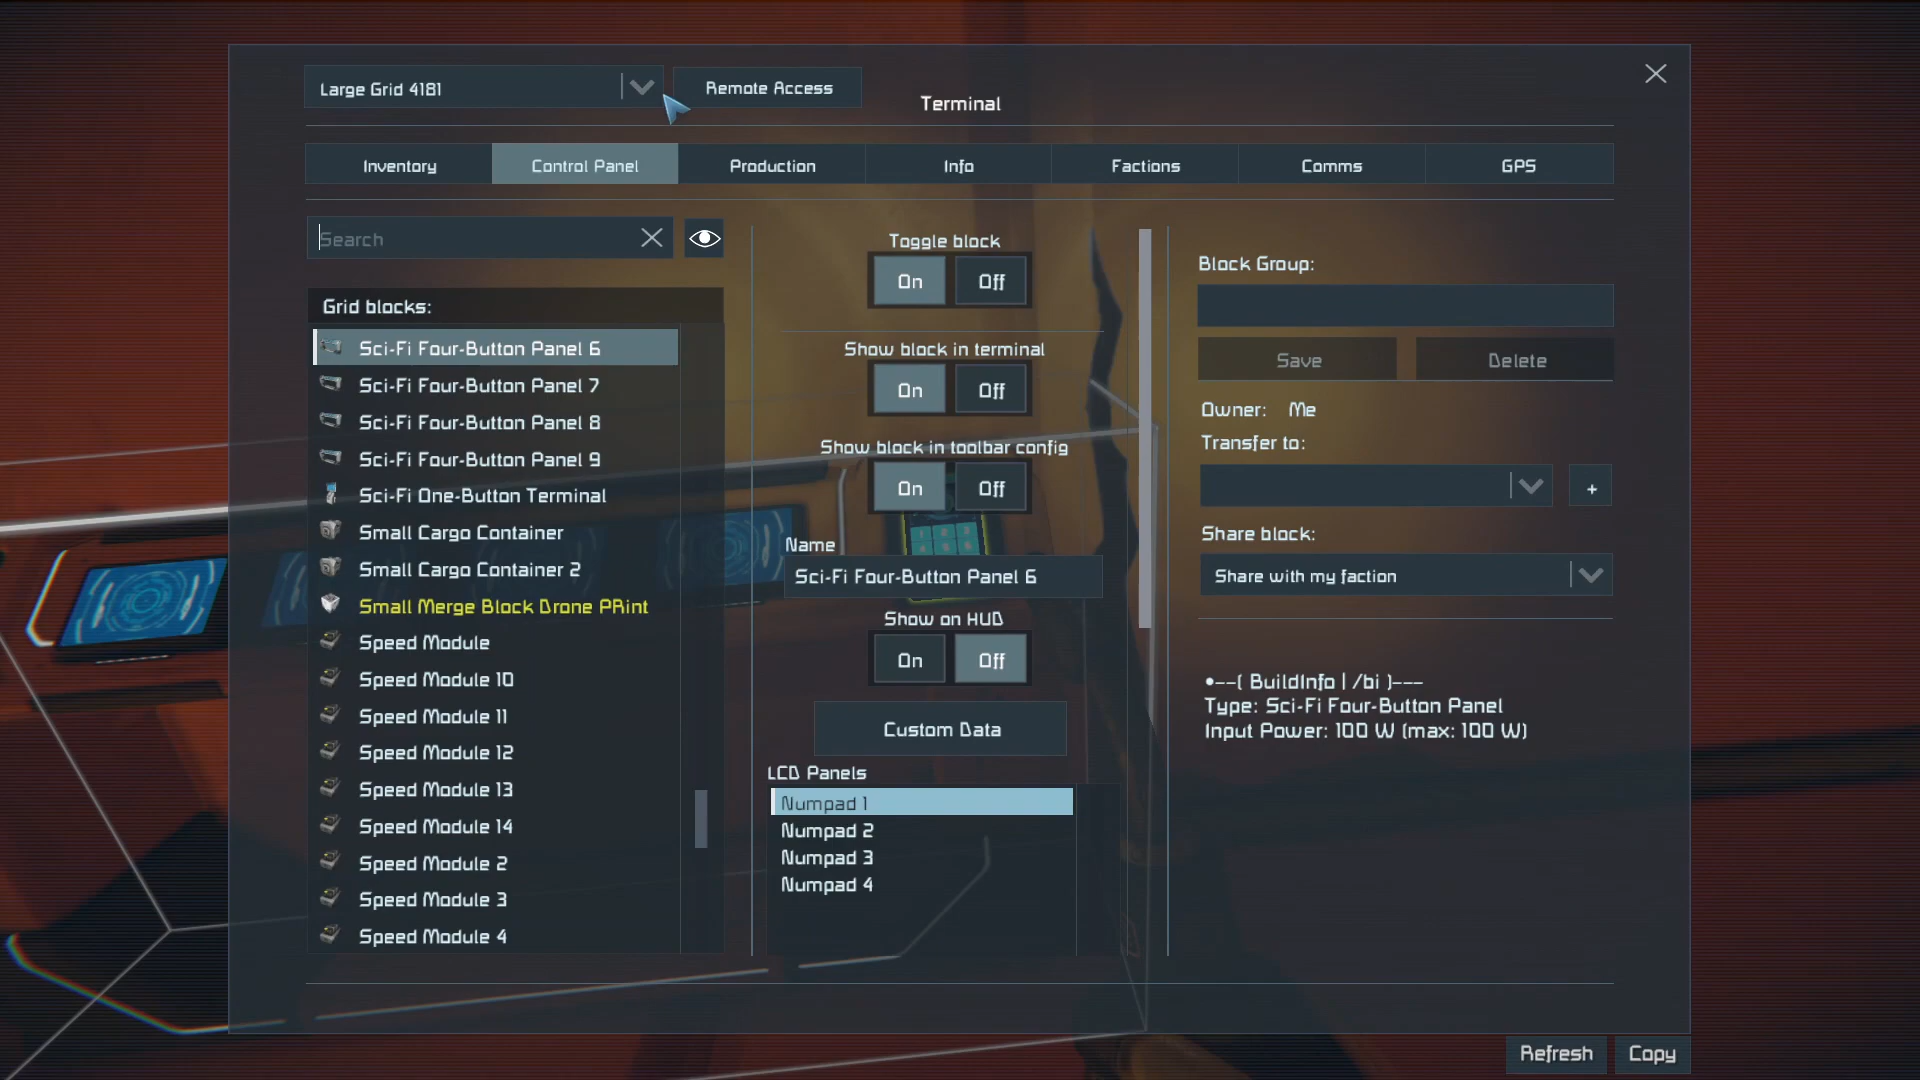 Large Grid 4181
Remote Access
Terminal
Inventory
Control Panel
Production
Info
Factions
Comms
GPS
Search
Grid blocks:
Sci-Fi Four-Button Panel 6
Sci-Fi Four-Button Panel 7
Sci-Fi Four-Button Panel 8
Sci-Fi Four-Button Panel 9
Sci-Fi One-Button Terminal
Small Cargo Container
Small Cargo Container 2
Small Merge Block Drone PRint
Speed Module
Speed Module 10
Speed Module 11
Speed Module 12
Speed Module 13
Speed Module 14
Speed Module 2
Speed Module 3
Speed Module 4
Toggle block
On Off
Show block in terminal
On Off
Show block in toolbar config
On Off
Name
Sci-Fi Four-Button Panel 6
Show on HUD
On Off
Custom Data
LCD Panels
Numpad 1
Numpad 2
Numpad 3
Numpad 4
Block Group:
Save
Delete
Owner: Me
Transfer to:
+
Share block:
Share with my faction
•--( BuildInfo | /bi )---
Type: Sci-Fi Four-Button Panel
Input Power: 100 W (max: 100 W)
Refresh
Copy